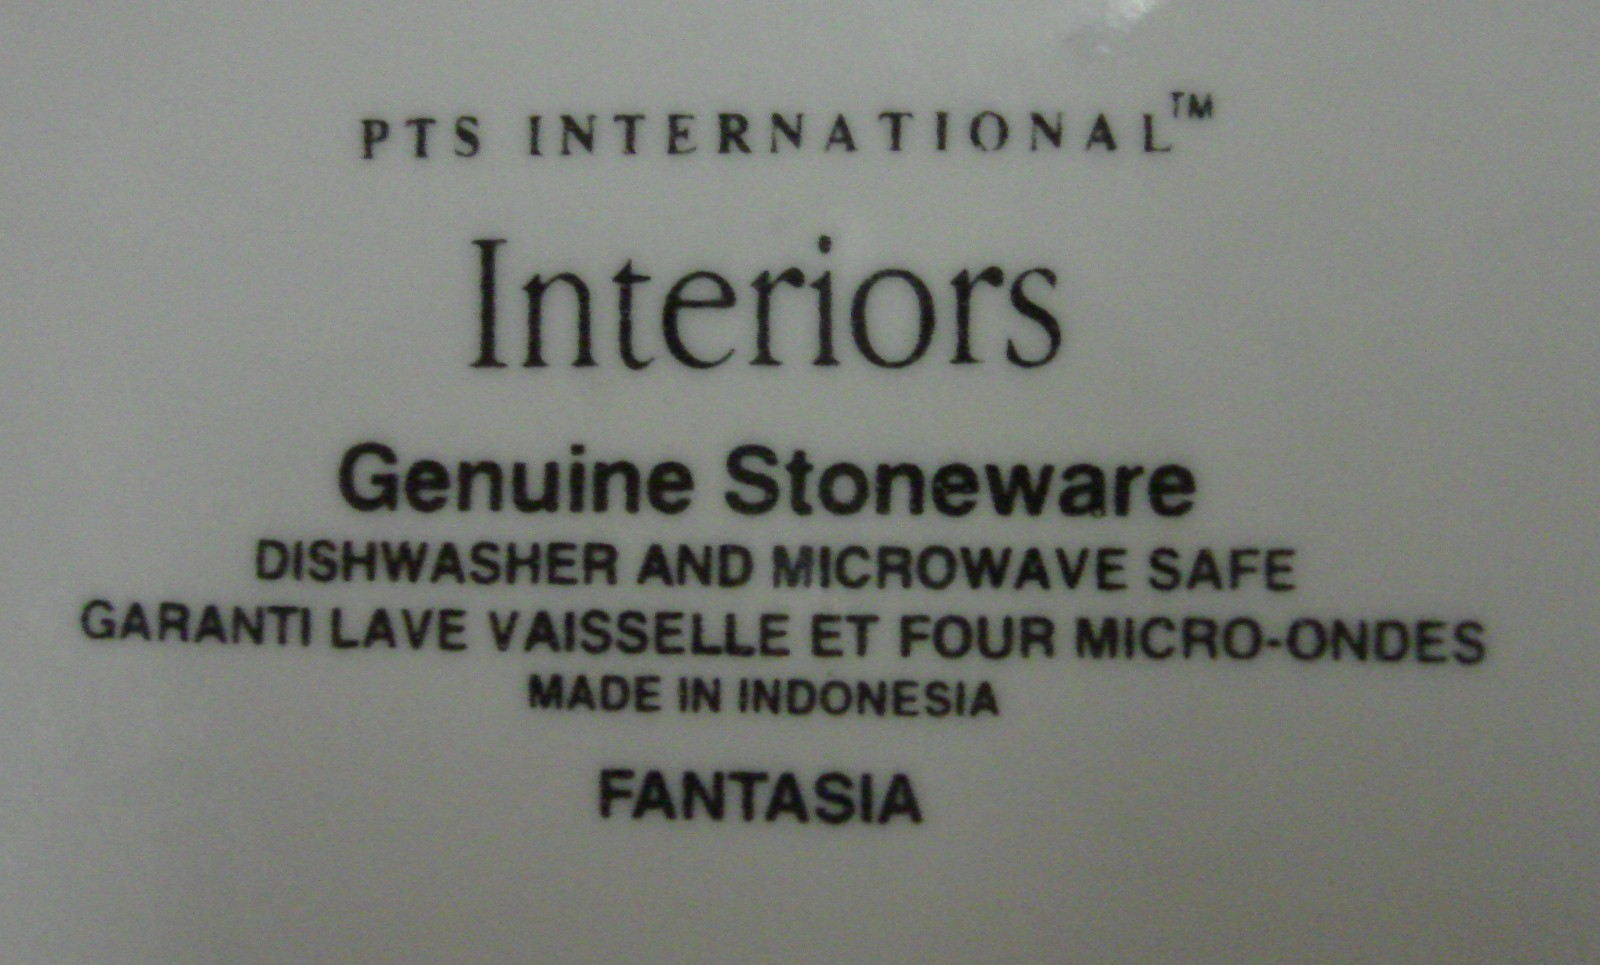 PTS INTERNATIONAL™
Interiors
Genuine Stoneware
DISHWASHER AND MICROWAVE SAFE
GARANTI LAVE VAISSELLE ET FOUR MICRO-ONDES
MADE IN INDONESIA
FANTASIA